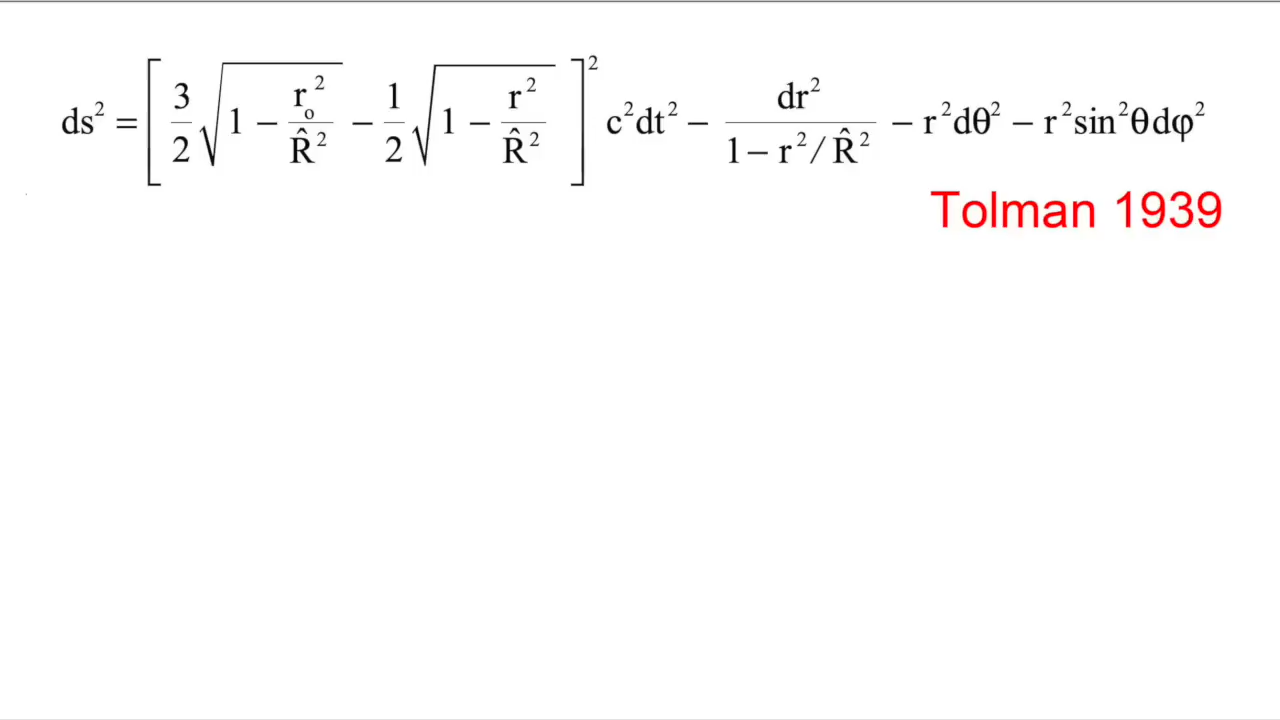 ds² = [ 3/2 √(1 − r₀²/R̂²) − 1/2 √(1 − r²/R̂²) ]² c²dt² − dr²/(1 − r²/R̂²) − r²dθ² − r²sin²θdφ²
Tolman 1939